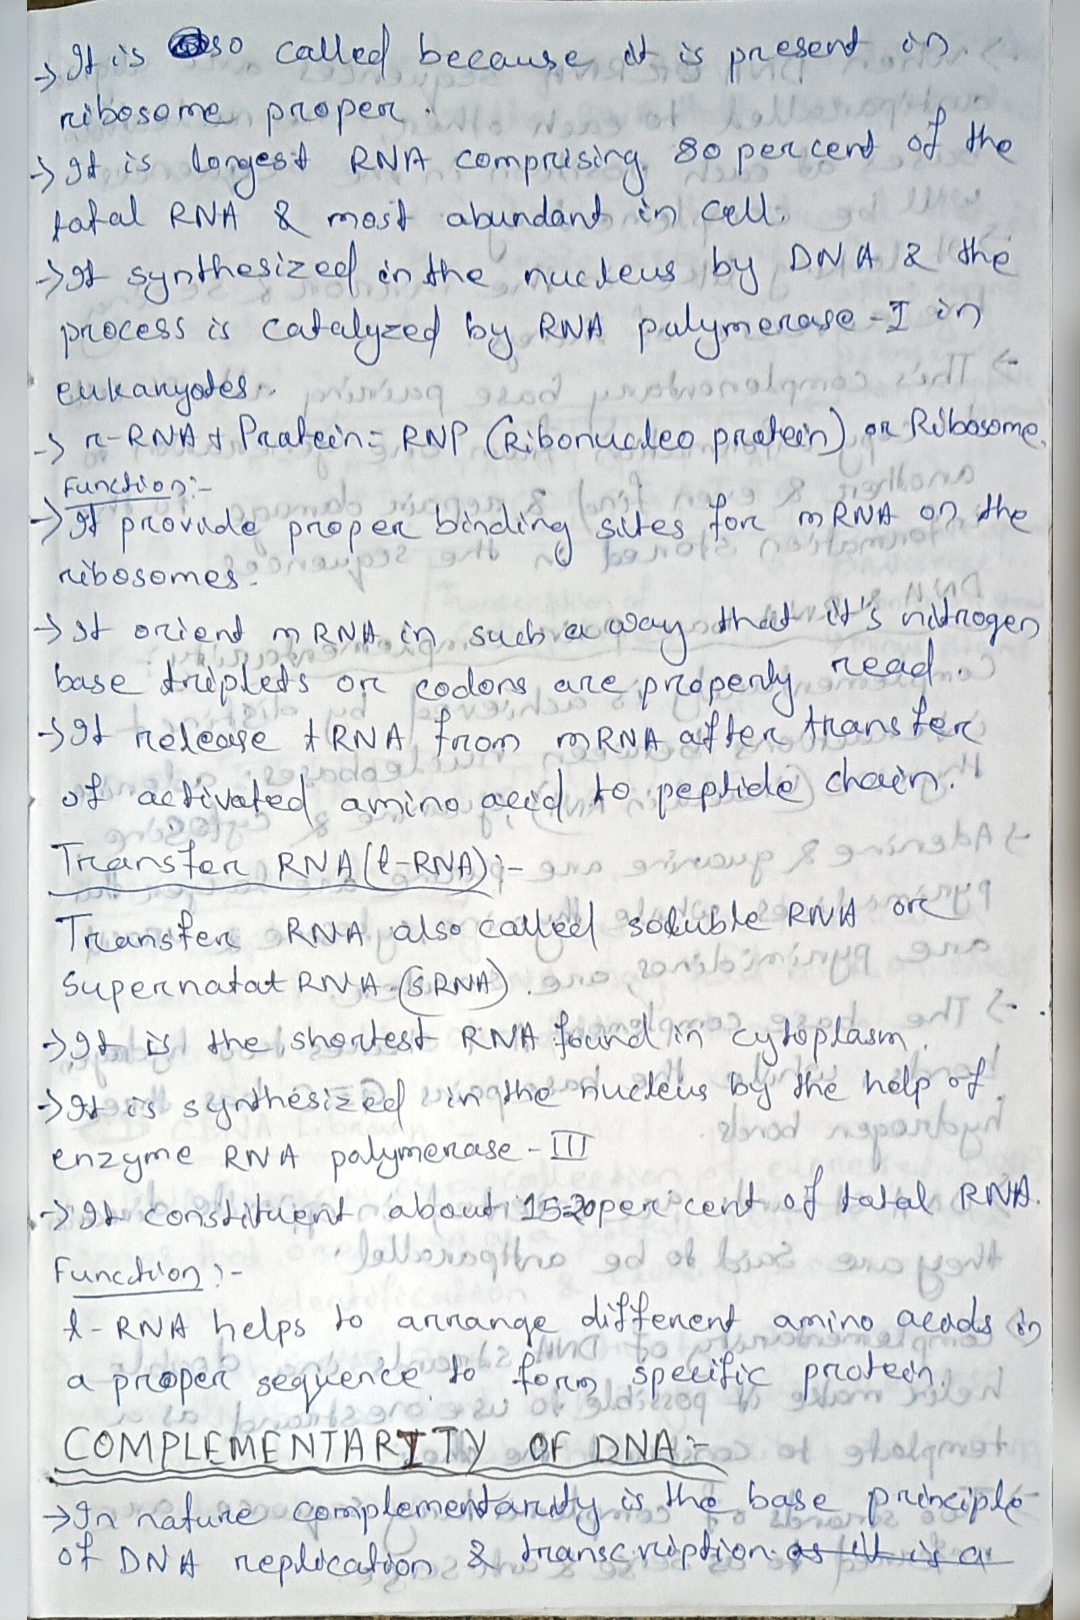 → It is so called because it is present in
ribosome proper.
→ It is longest RNA comprising 80 percent of the
total RNA & most abundant in cell.
→ It synthesized in the nucleus by DNA & the
process is catalyzed by RNA polymerase-I in
eukaryotes.
→ r-RNA + Protein = RNP (Ribonucleo protein) or Ribosome.
Function:-
→ It provide proper binding sites for mRNA on the
ribosomes.
→ It orient mRNA in such a way that it's nitrogen
base triplets or codons are properly read.
→ It release tRNA from mRNA after transfer
of activated amino acid to peptide chain.
Transfer RNA (t-RNA):-
Transfer RNA also called soluble RNA or
Supernatat RNA (SRNA).
→ It is the shortest RNA found in cytoplasm.
→ It is synthesized in the nucleus by the help of
enzyme RNA polymerase-III
→ It constituent about 15-20 per cent of total RNA.
Function:-
t-RNA helps to arrange different amino acids in
a proper sequence to form specific protein.
COMPLEMENTARITY OF DNA:-
→ In nature complementarity is the base principle
of DNA replication & transcription as it is a